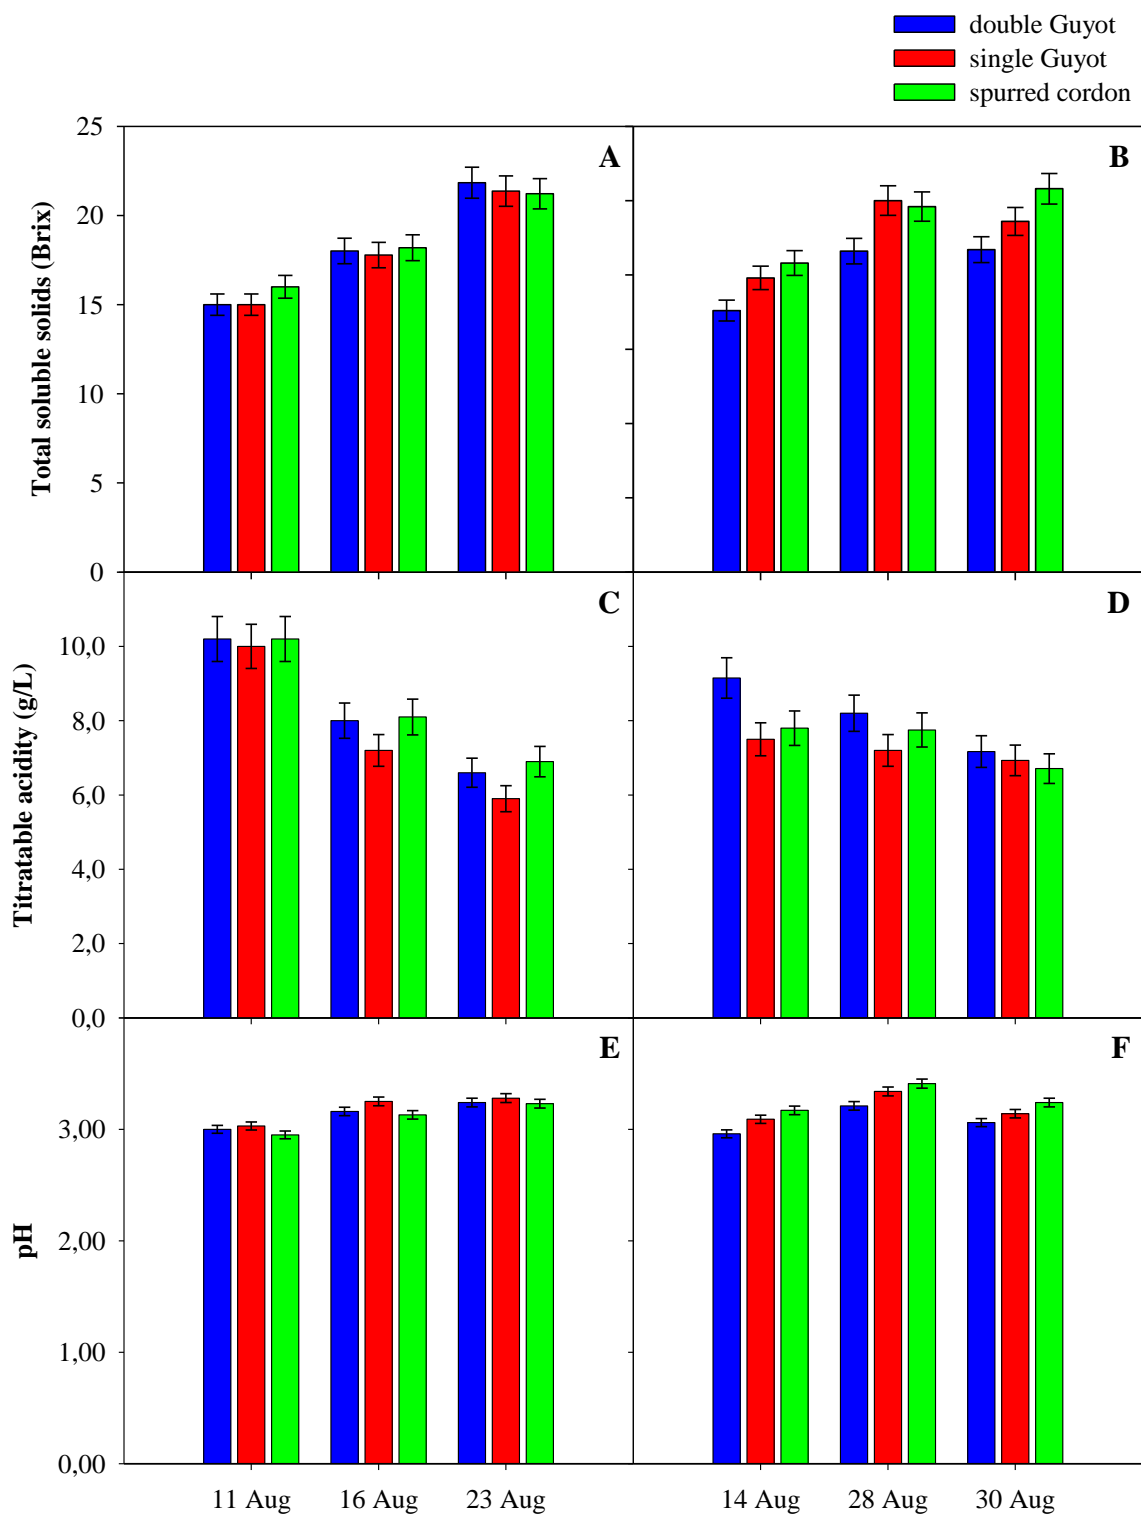 double Guyot
single Guyot
spurred cordon
A
B
25
20
15
10
5
0
Total soluble solids (Brix)
C
D
10,0
8,0
6,0
4,0
2,0
0,0
Titratable acidity (g/L)
E
F
3,00
2,00
1,00
0,00
pH
11 Aug
16 Aug
23 Aug
14 Aug
28 Aug
30 Aug